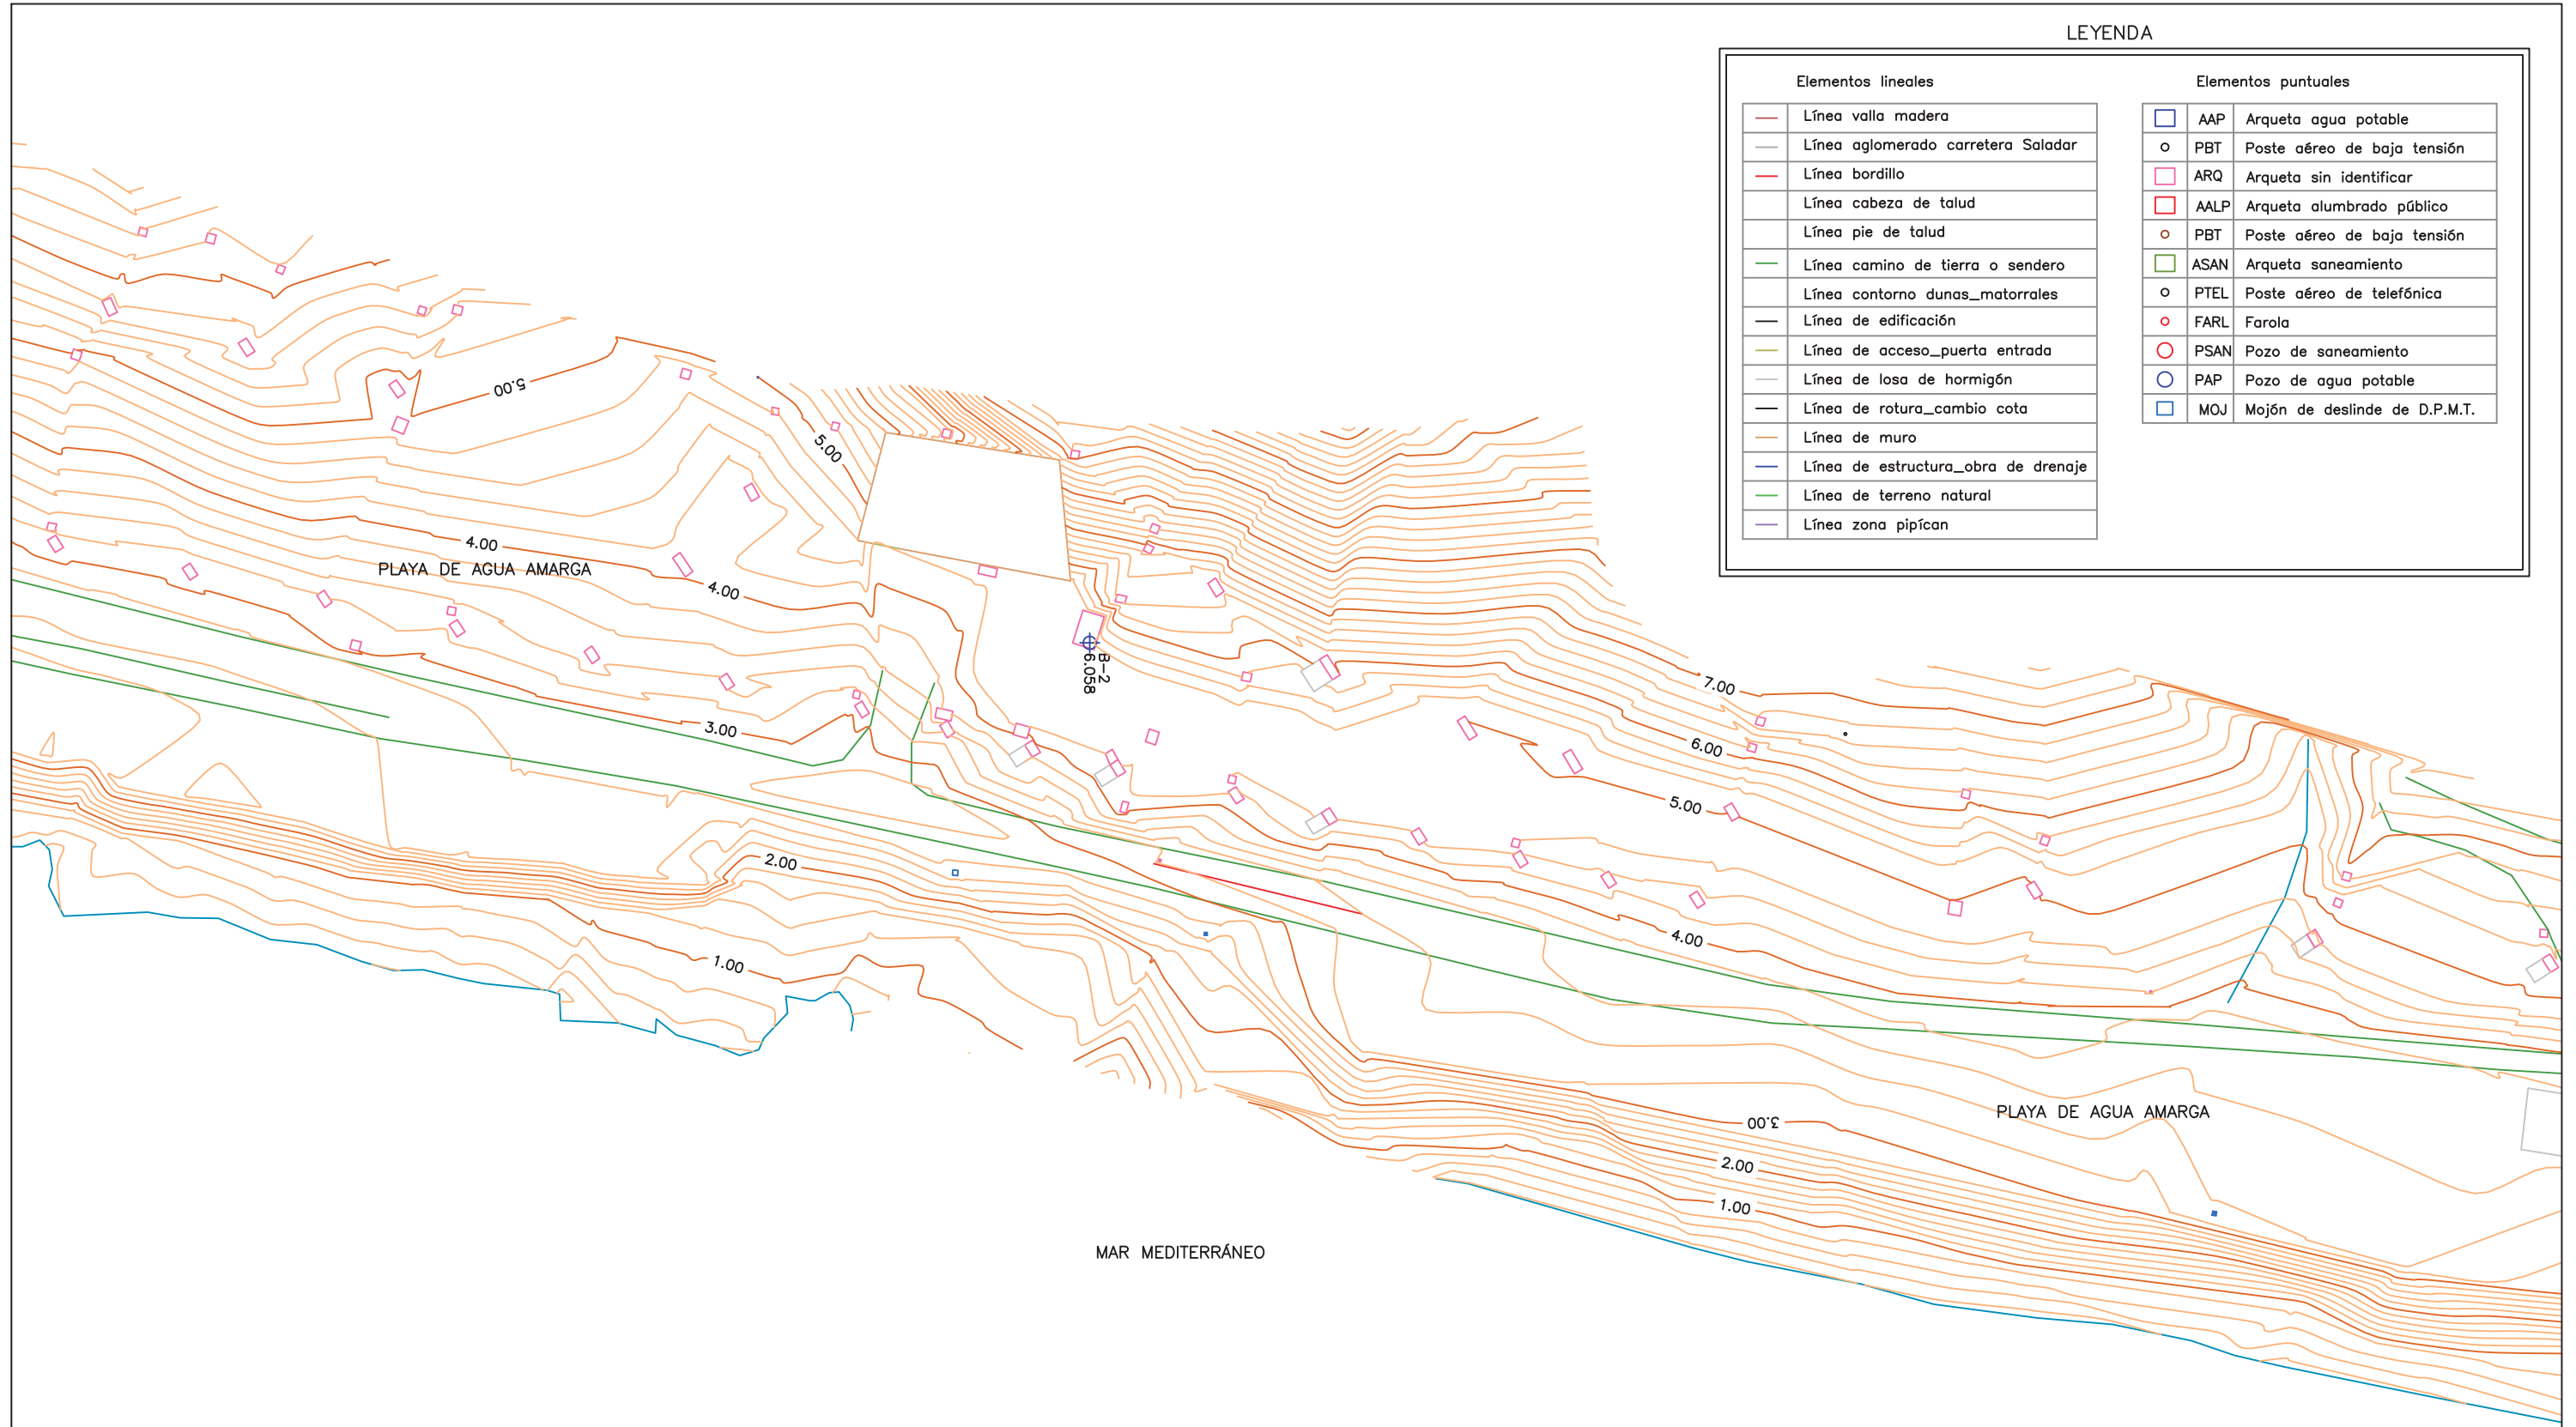 LEYENDA
Elementos lineales
Línea valla madera
Línea aglomerado carretera Saladar
Línea bordillo
Línea cabeza de talud
Línea pie de talud
Línea camino de tierra o sendero
Línea contorno dunas_matorrales
Línea de edificación
Línea de acceso_puerta entrada
Línea de losa de hormigón
Línea de rotura_cambio cota
Línea de muro
Línea de estructura_obra de drenaje
Línea de terreno natural
Línea zona pipícan
Elementos puntuales
AAP Arqueta agua potable
PBT Poste aéreo de baja tensión
ARQ Arqueta sin identificar
AALP Arqueta alumbrado público
PBT Poste aéreo de baja tensión
ASAN Arqueta saneamiento
PTEL Poste aéreo de telefónica
FARL Farola
PSAN Pozo de saneamiento
PAP Pozo de agua potable
MOJ Mojón de deslinde de D.P.M.T.
5.00
5.00
4.00
PLAYA DE AGUA AMARGA
4.00
B-2
6.058
3.00
7.00
6.00
5.00
2.00
4.00
1.00
PLAYA DE AGUA AMARGA
3.00
2.00
1.00
MAR MEDITERRÁNEO